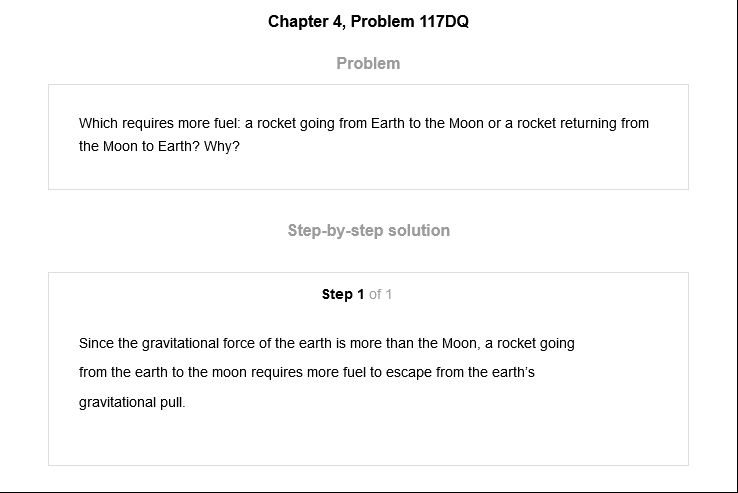 Chapter 4, Problem 117DQ
Problem
Which requires more fuel: a rocket going from Earth to the Moon or a rocket returning from
the Moon to Earth? Why?
Step-by-step solution
Step 1 of 1
Since the gravitational force of the earth is more than the Moon, a rocket going
from the earth to the moon requires more fuel to escape from the earth's
gravitational pull.